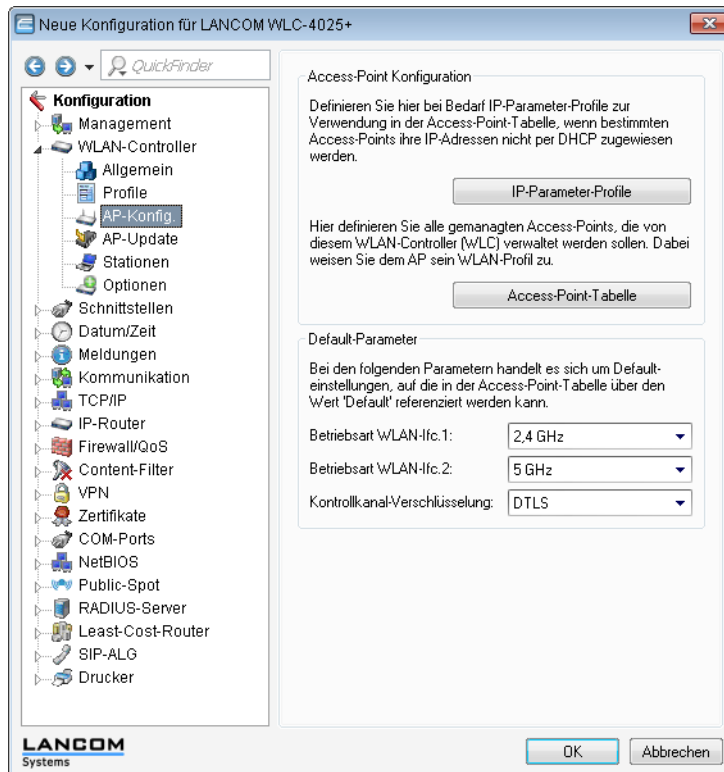 Neue Konfiguration für LANCOM WLC-4025+
QuickFinder
Konfiguration
Management
WLAN-Controller
Allgemein
Profile
AP-Konfig.
AP-Update
Stationen
Optionen
Schnittstellen
Datum/Zeit
Meldungen
Kommunikation
TCP/IP
IP-Router
Firewall/QoS
Content-Filter
VPN
Zertifikate
COM-Ports
NetBIOS
Public-Spot
RADIUS-Server
Least-Cost-Router
SIP-ALG
Drucker
Access-Point Konfiguration
Definieren Sie hier bei Bedarf IP-Parameter-Profile zur
Verwendung in der Access-Point-Tabelle, wenn bestimmten
Access-Points ihre IP-Adressen nicht per DHCP zugewiesen
werden.
IP-Parameter-Profile
Hier definieren Sie alle gemanagten Access-Points, die von
diesem WLAN-Controller (WLC) verwaltet werden sollen. Dabei
weisen Sie dem AP sein WLAN-Profil zu.
Access-Point-Tabelle
Default-Parameter
Bei den folgenden Parametern handelt es sich um Default-
einstellungen, auf die in der Access-Point-Tabelle über den
Wert 'Default' referenziert werden kann.
Betriebsart WLAN-Ifc.1: 2,4 GHz
Betriebsart WLAN-Ifc.2: 5 GHz
Kontrollkanal-Verschlüsselung: DTLS
LANCOM
Systems
OK
Abbrechen